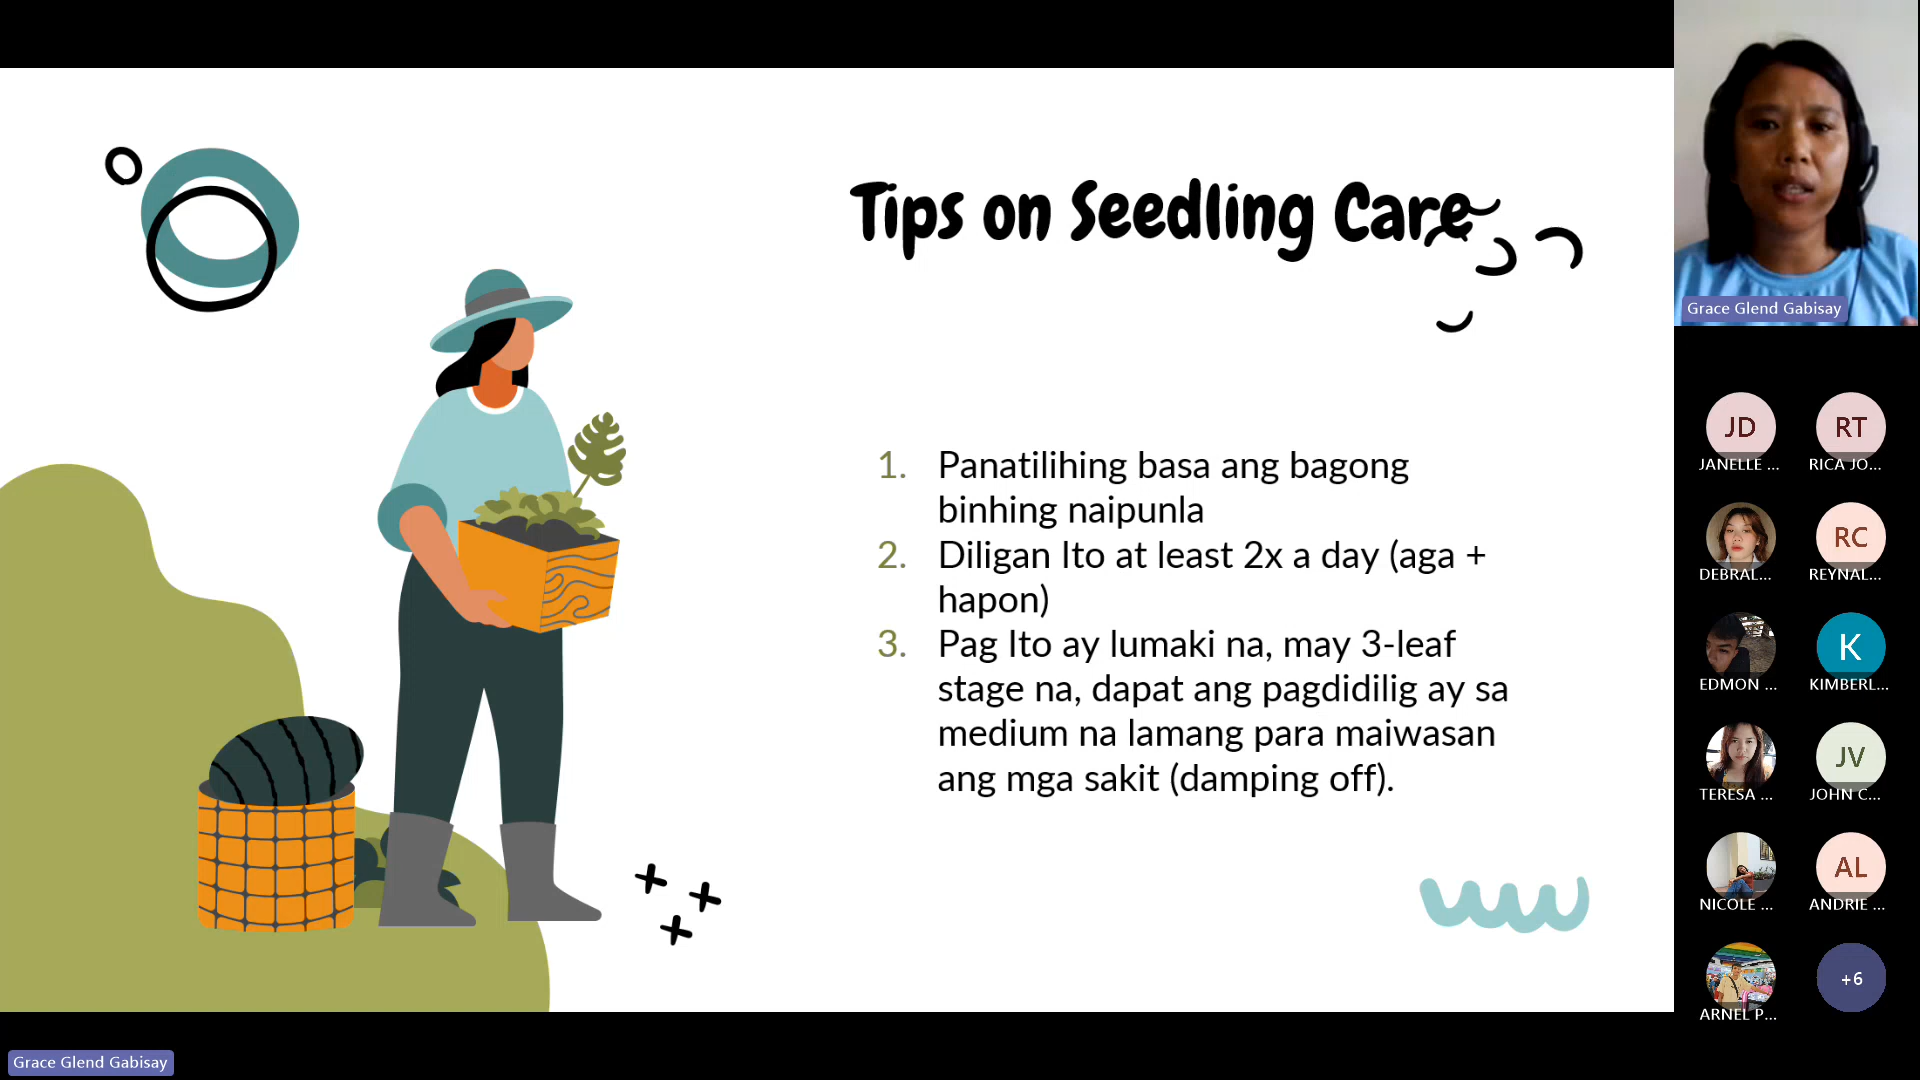 Tips on Seedling Care
1. Panatilihing basa ang bagong
binhing naipunla
2. Diligan Ito at least 2x a day (aga +
hapon)
3. Pag Ito ay lumaki na, may 3-leaf
stage na, dapat ang pagdidilig ay sa
medium na lamang para maiwasan
ang mga sakit (damping off).
Grace Glend Gabisay
JD
RT
JANELLE ...
RICA JO...
RC
DEBRAL...
REYNAL...
K
EDMON ...
KIMBERL...
JV
TERESA ...
JOHN C...
AL
NICOLE ...
ANDRIE ...
+6
ARNEL P...
Grace Glend Gabisay